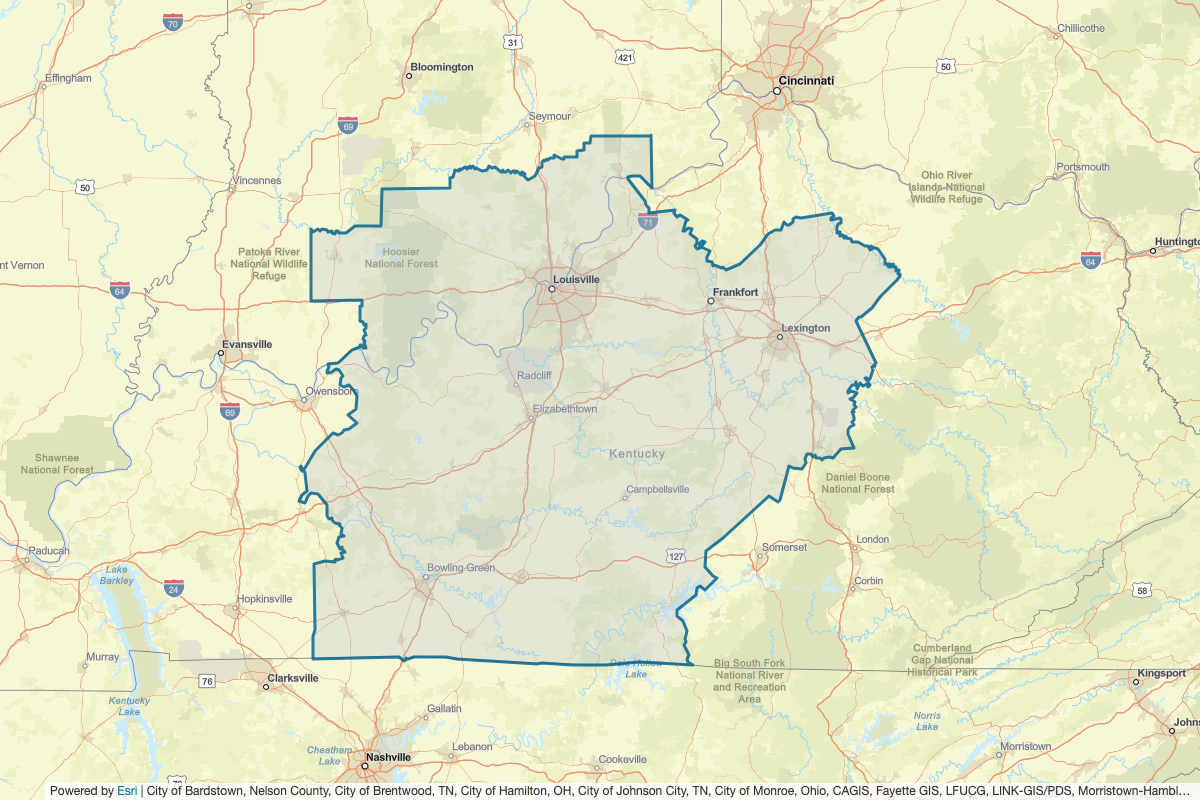 70
31
421
50
Chillicothe
Effingham
Bloomington
Cincinnati
69
Seymour
Portsmouth
50
Vincennes
Ohio River
Islands National
Wildlife Refuge
71
Huntingto
Patoka River
National Wildlife
Refuge
Hoosier
National Forest
nt Vernon
64
64
Louisville
Frankfort
Lexington
Evansville
Radcliff
Owensboro
69
Elizabethtown
Shawnee
National Forest
Kentucky
Daniel Boone
National Forest
Campbellsville
Paducah
127
Somerset
London
Lake
Barkley
24
Bowling Green
Corbin
58
Hopkinsville
Murray
Cumberland
Gap National
Historical Park
Dale Hollow
Lake
Big South Fork
National River
and Recreation
Area
76
Clarksville
Kingsport
Kentucky
Lake
Gallatin
Norris
Lake
Johns
Cheatham
Lake
Nashville
Lebanon
Morristown
Cookeville
Powered by Esri | City of Bardstown, Nelson County, City of Brentwood, TN, City of Hamilton, OH, City of Johnson City, TN, City of Monroe, Ohio, CAGIS, Fayette GIS, LFUCG, LINK-GIS/PDS, Morristown-Hambl...